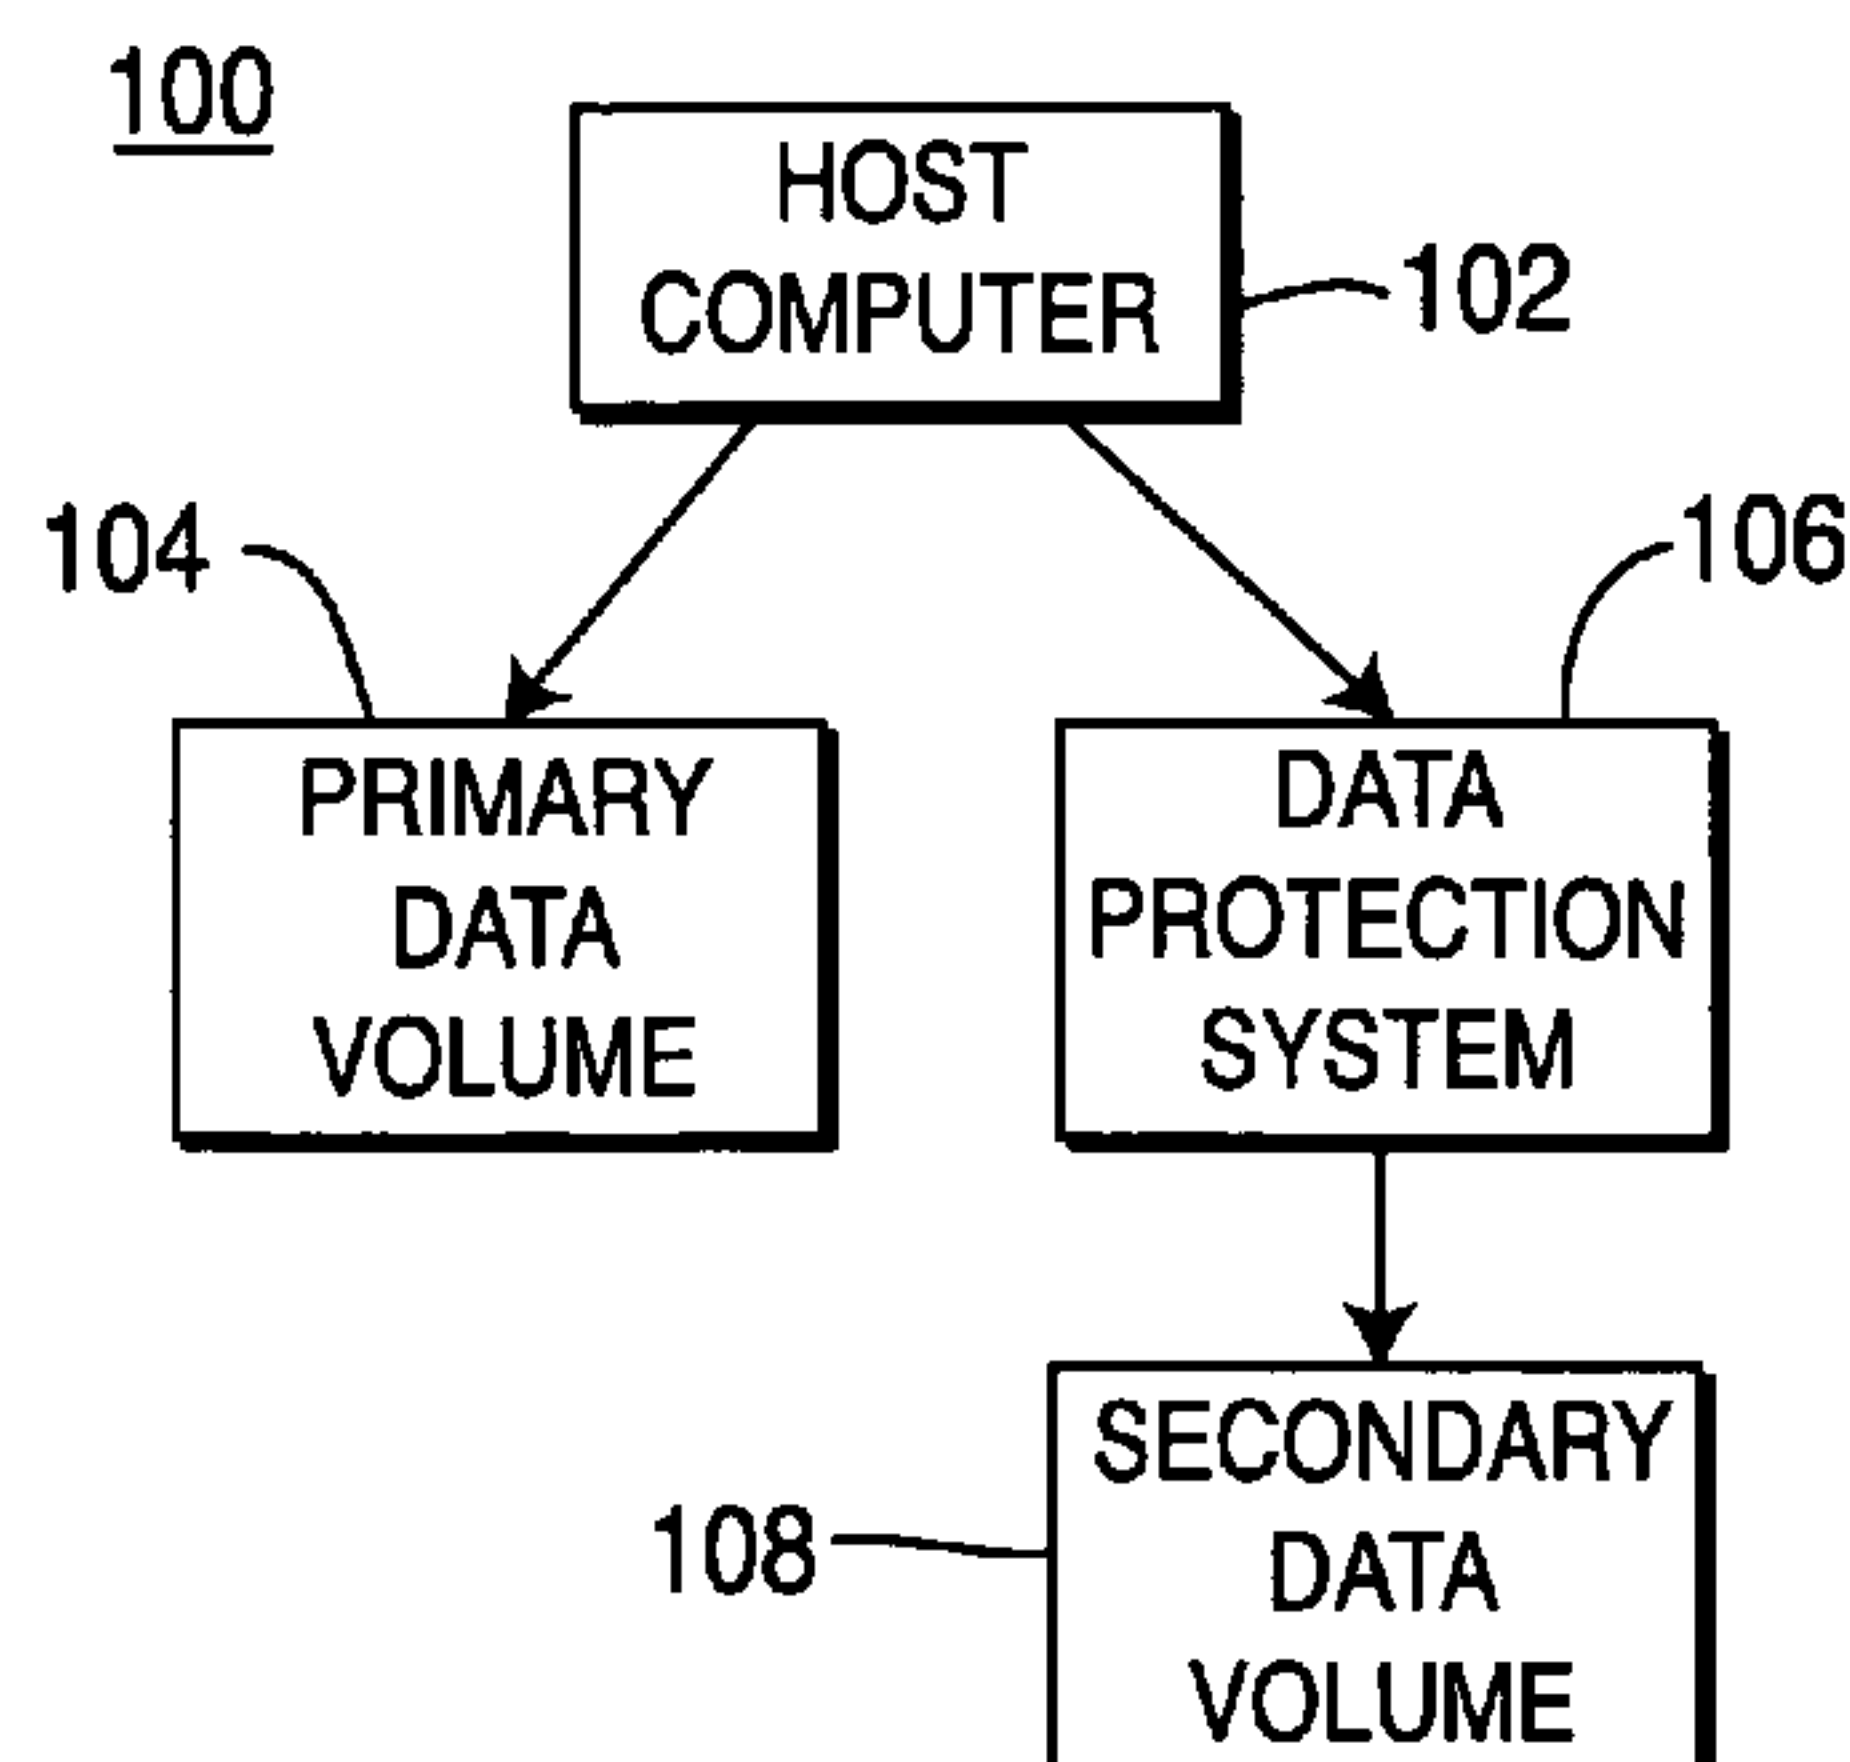 100
HOST
COMPUTER
102
104
106
PRIMARY
DATA
VOLUME
DATA
PROTECTION
SYSTEM
108
SECONDARY
DATA
VOLUME